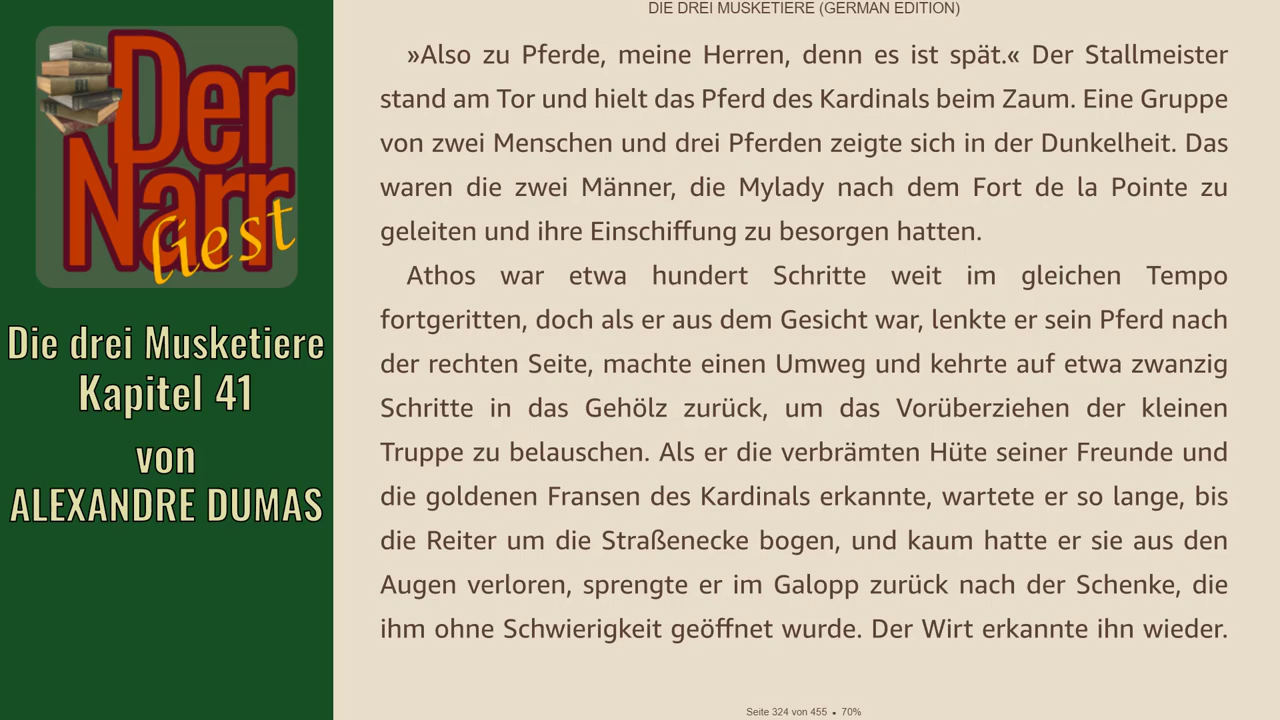 Der
Narr
liest
Die drei Musketiere
Kapitel 41
von
ALEXANDRE DUMAS
DIE DREI MUSKETIERE (GERMAN EDITION)
»Also zu Pferde, meine Herren, denn es ist spät.« Der Stallmeister
stand am Tor und hielt das Pferd des Kardinals beim Zaum. Eine Gruppe
von zwei Menschen und drei Pferden zeigte sich in der Dunkelheit. Das
waren die zwei Männer, die Mylady nach dem Fort de la Pointe zu
geleiten und ihre Einschiffung zu besorgen hatten.
Athos war etwa hundert Schritte weit im gleichen Tempo
fortgeritten, doch als er aus dem Gesicht war, lenkte er sein Pferd nach
der rechten Seite, machte einen Umweg und kehrte auf etwa zwanzig
Schritte in das Gehölz zurück, um das Vorüberziehen der kleinen
Truppe zu belauschen. Als er die verbrämten Hüte seiner Freunde und
die goldenen Fransen des Kardinals erkannte, wartete er so lange, bis
die Reiter um die Straßenecke bogen, und kaum hatte er sie aus den
Augen verloren, sprengte er im Galopp zurück nach der Schenke, die
ihm ohne Schwierigkeit geöffnet wurde. Der Wirt erkannte ihn wieder.
Seite 324 von 455 • 70%